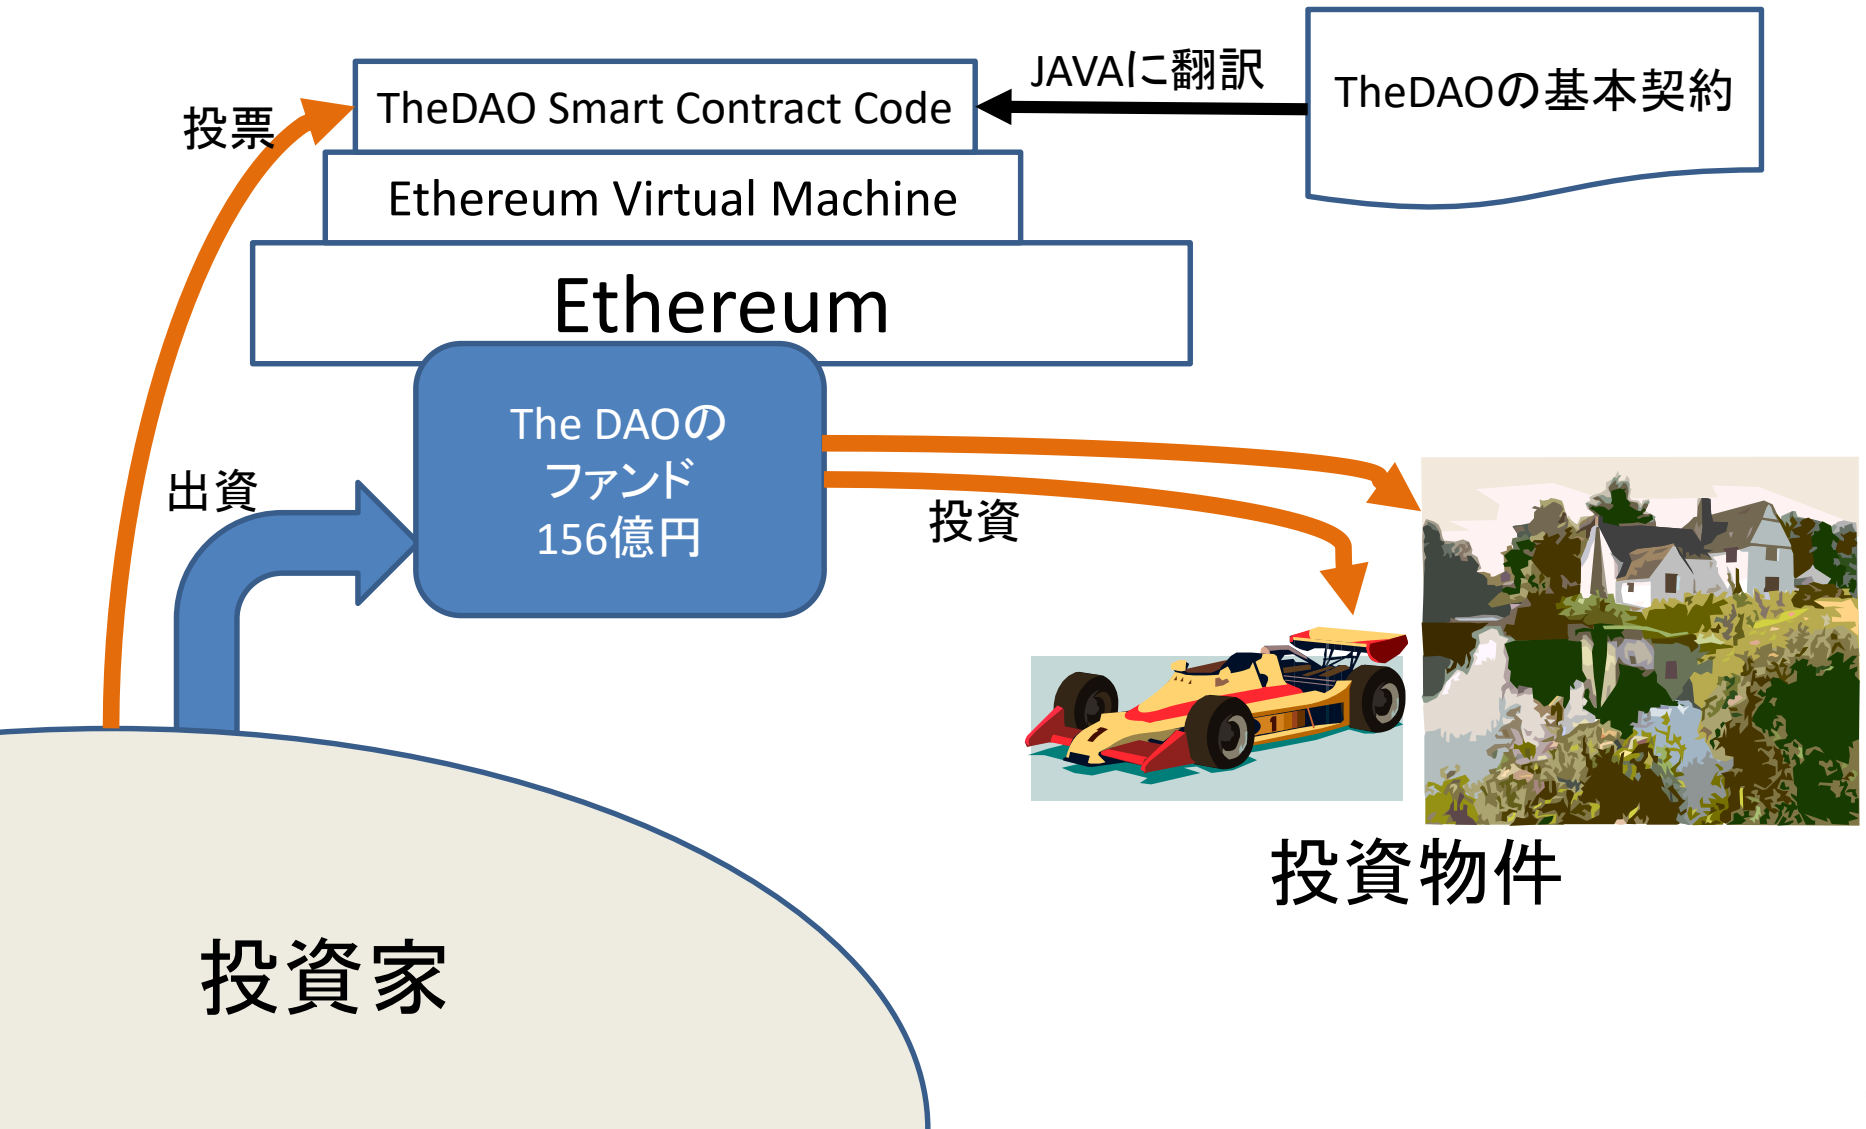 投票
TheDAO Smart Contract Code
JAVAに翻訳
TheDAOの基本契約
Ethereum Virtual Machine
Ethereum
The DAOの
ファンド
156億円
出資
投資
1
1
投資物件
投資家